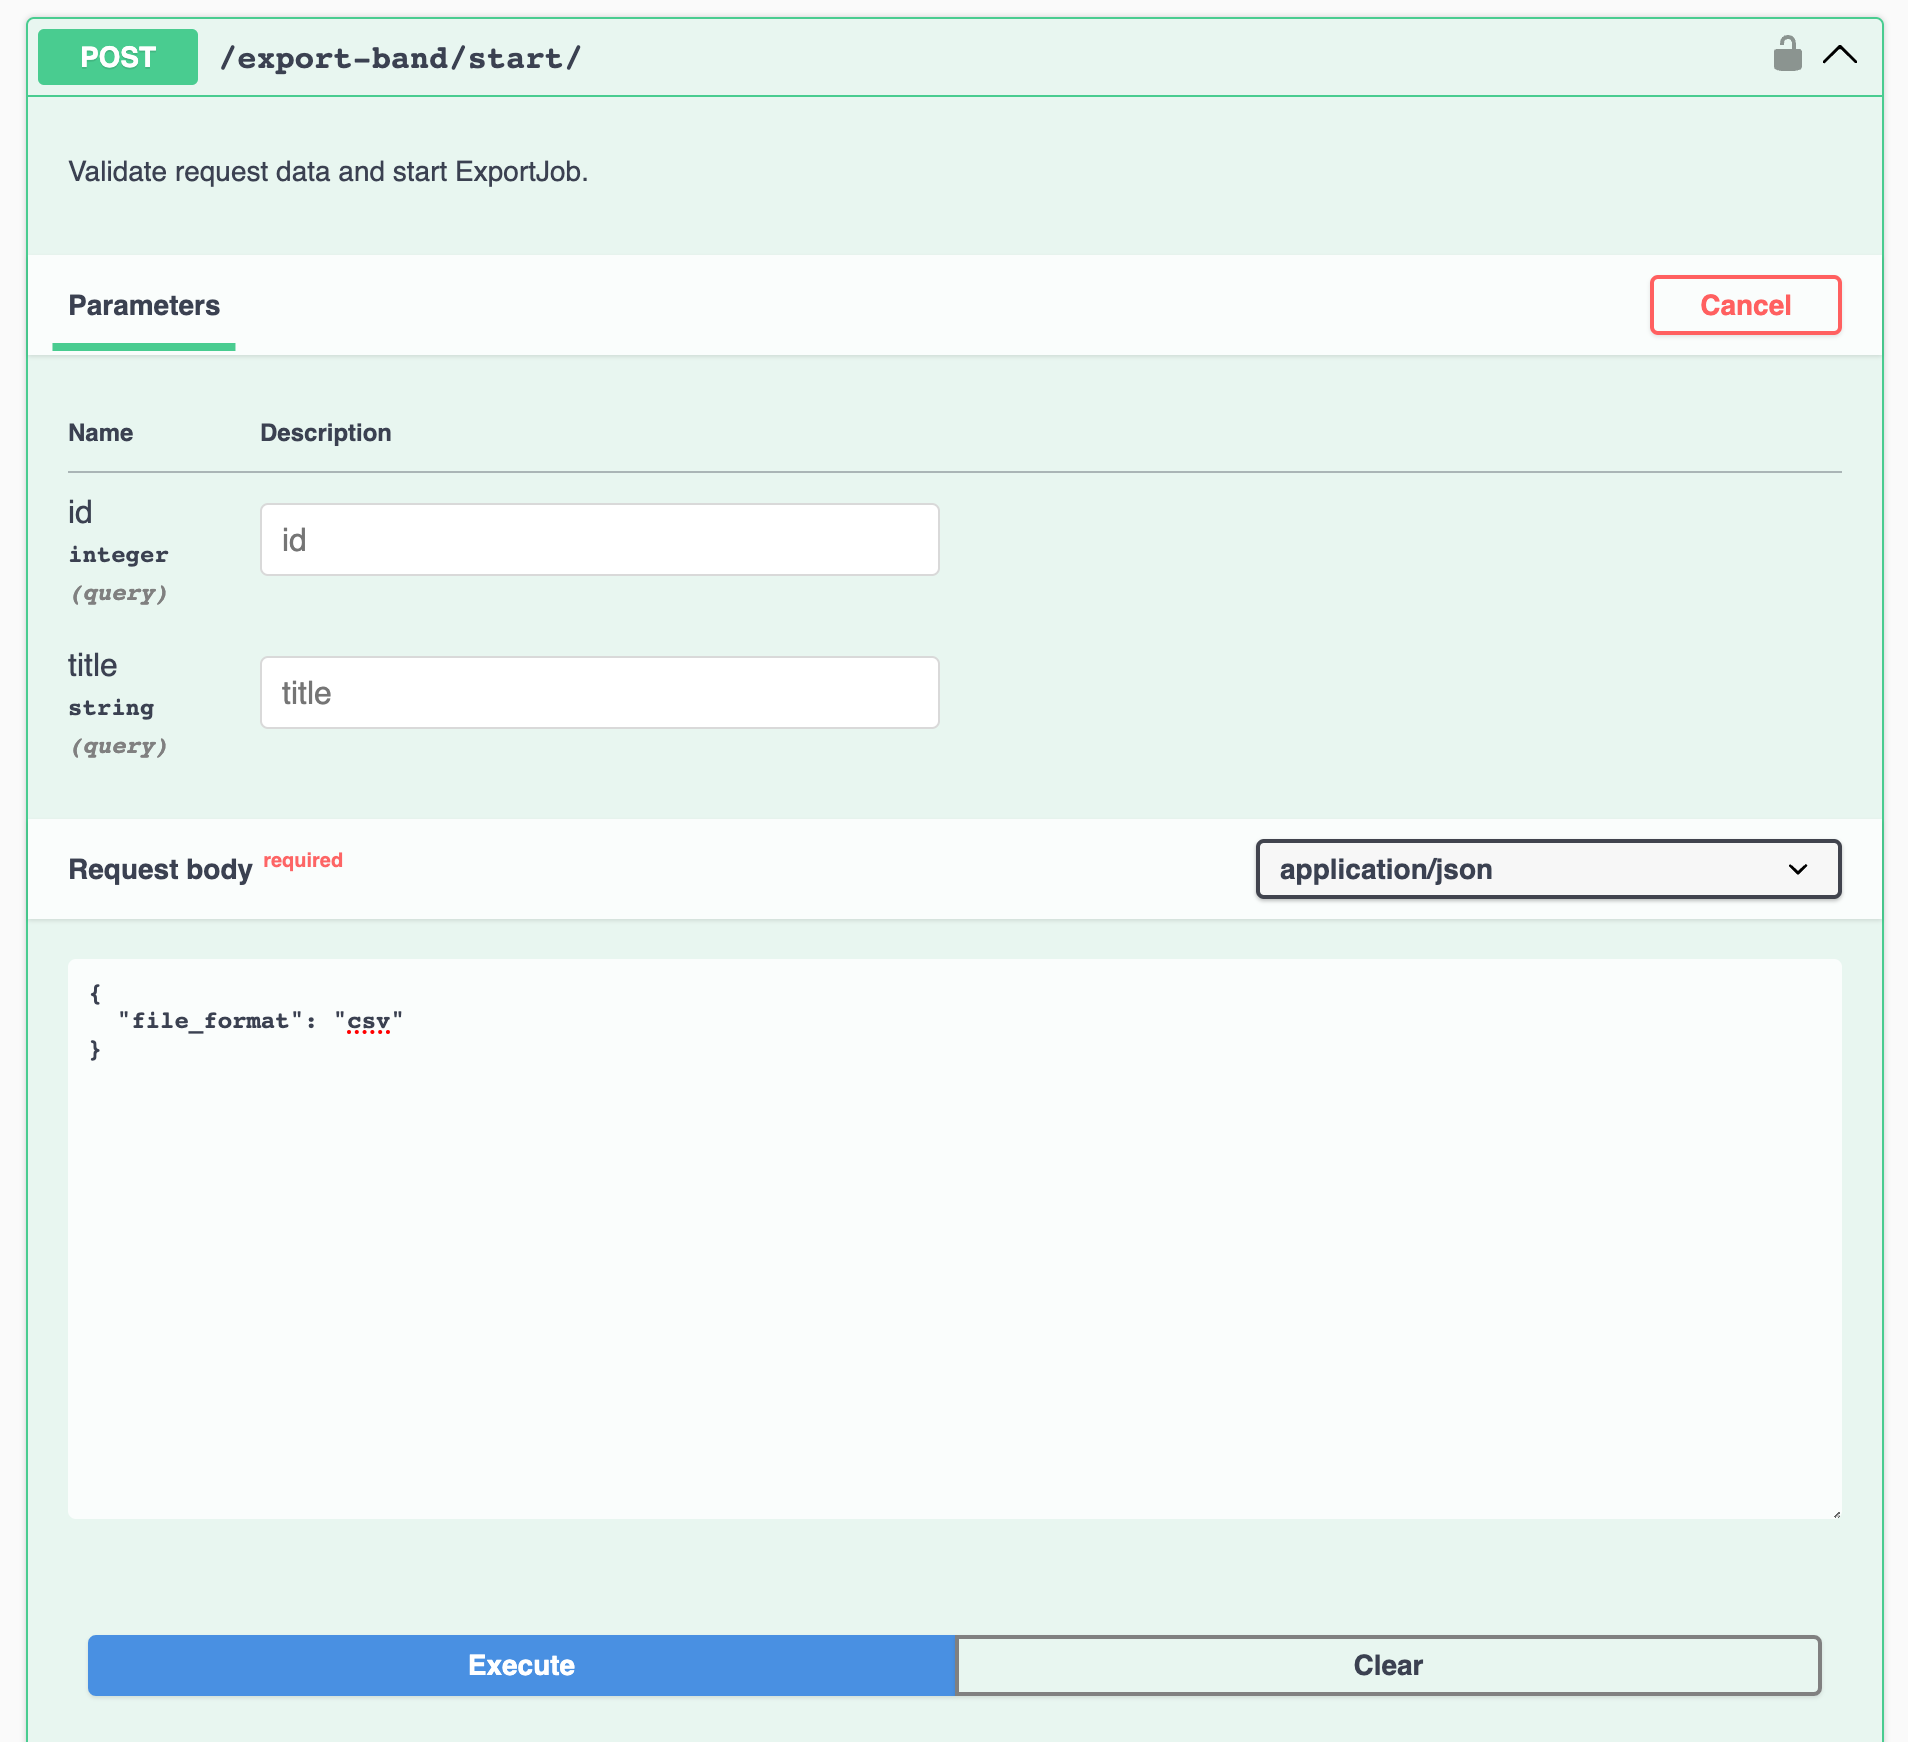 POST /export-band/start/
Validate request data and start ExportJob.
Parameters
Cancel
Name Description
id
integer
(query)
id
title
string
(query)
title
Request body required
application/json
{
"file_format": "csv"
}
Execute
Clear